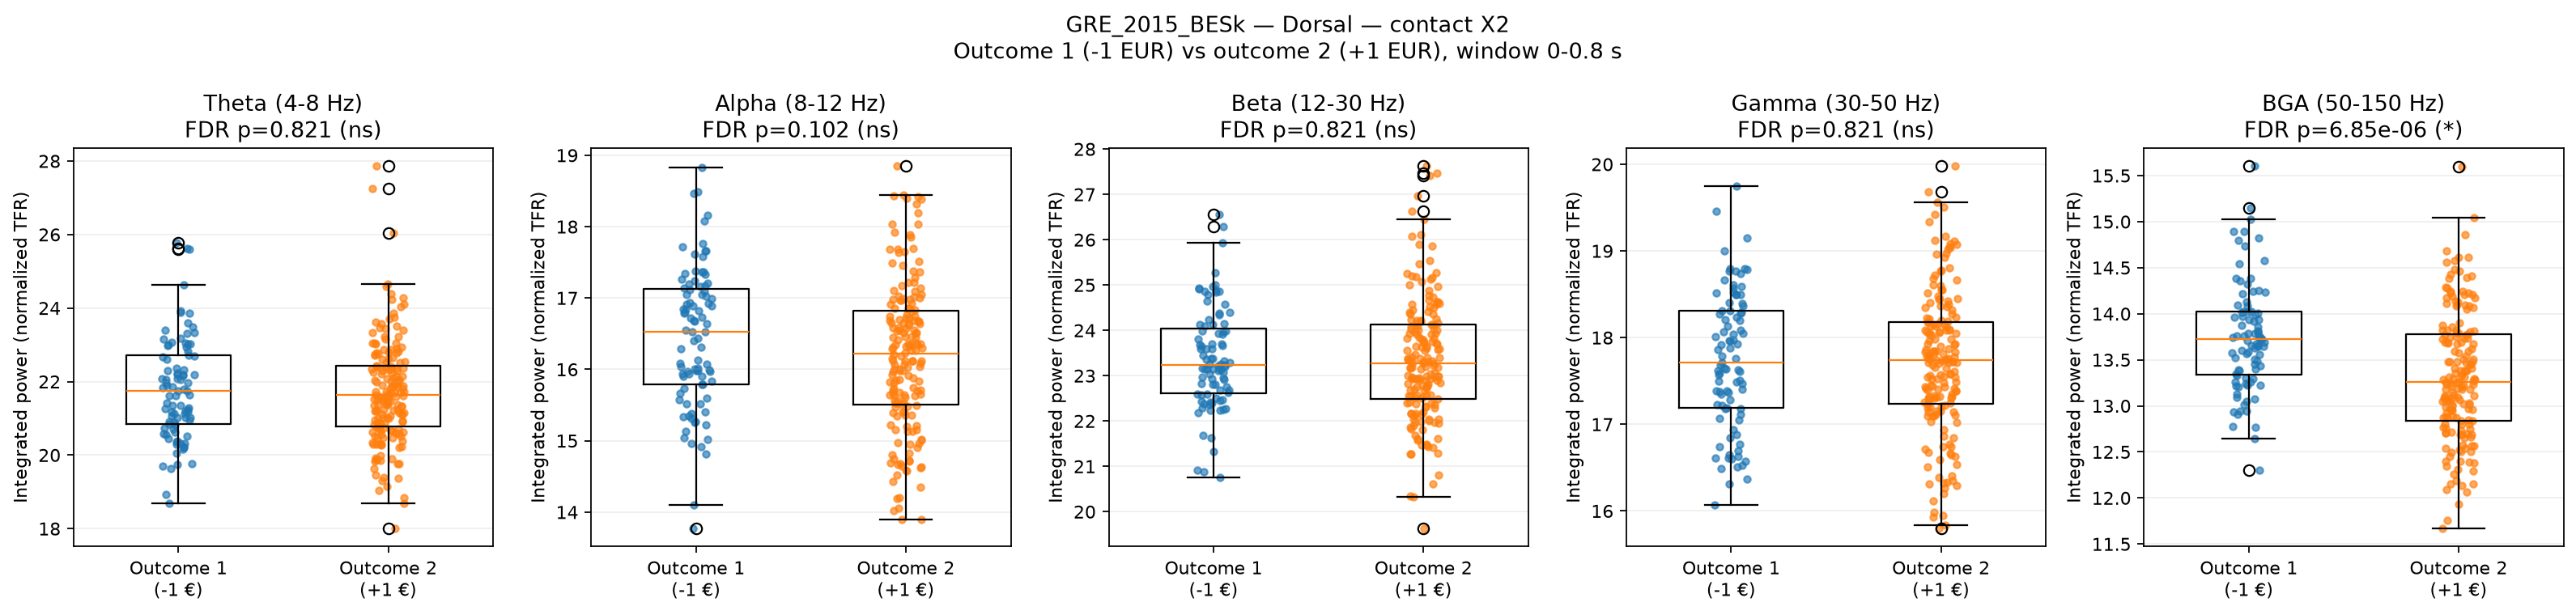 GRE_2015_BESk — Dorsal — contact X2
Outcome 1 (-1 EUR) vs outcome 2 (+1 EUR), window 0-0.8 s
Theta (4-8 Hz)
FDR p=0.821 (ns)
Integrated power (normalized TFR)
28
26
24
22
20
18
Outcome 1
(-1 €)
Outcome 2
(+1 €)
Alpha (8-12 Hz)
FDR p=0.102 (ns)
Integrated power (normalized TFR)
19
18
17
16
15
14
Outcome 1
(-1 €)
Outcome 2
(+1 €)
Beta (12-30 Hz)
FDR p=0.821 (ns)
Integrated power (normalized TFR)
28
27
26
25
24
23
22
21
20
Outcome 1
(-1 €)
Outcome 2
(+1 €)
Gamma (30-50 Hz)
FDR p=0.821 (ns)
Integrated power (normalized TFR)
20
19
18
17
16
Outcome 1
(-1 €)
Outcome 2
(+1 €)
BGA (50-150 Hz)
FDR p=6.85e-06 (*)
Integrated power (normalized TFR)
15.5
15.0
14.5
14.0
13.5
13.0
12.5
12.0
11.5
Outcome 1
(-1 €)
Outcome 2
(+1 €)